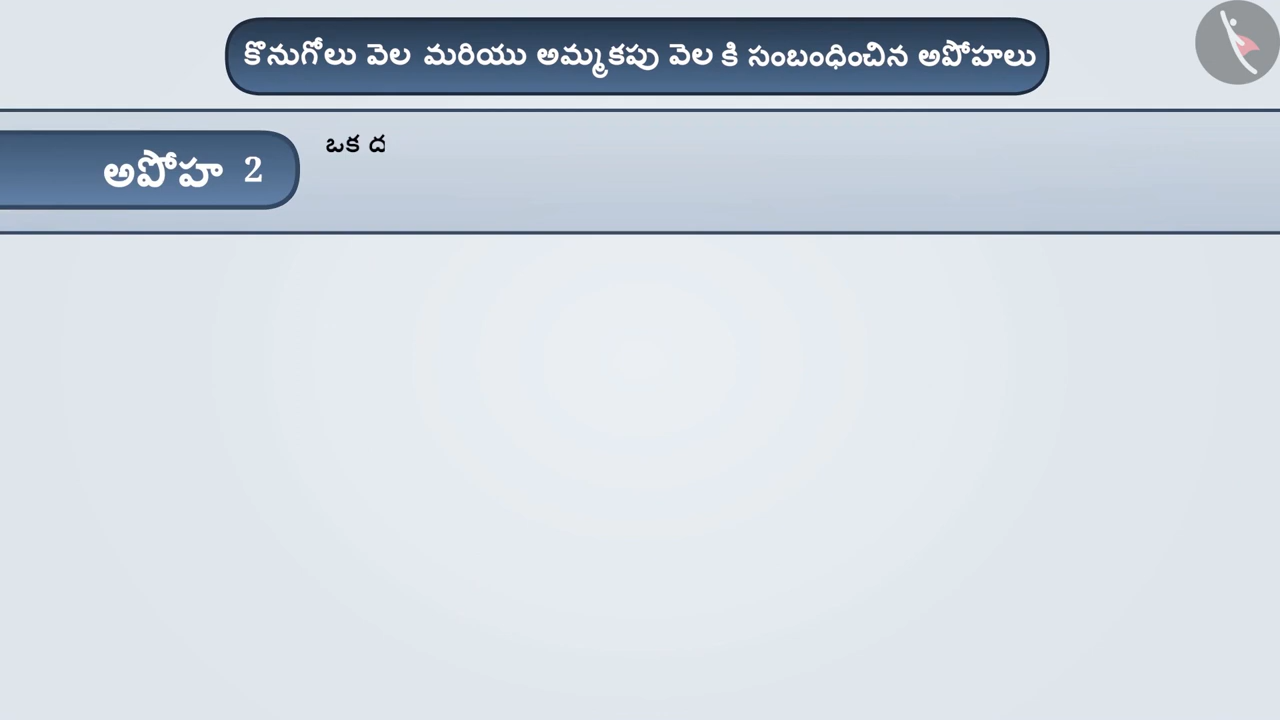 కొనుగోలు వెల మరియు అమ్మకపు వెల కి సంబంధించిన అపోహలు
అపోహ 2
ఒక ద